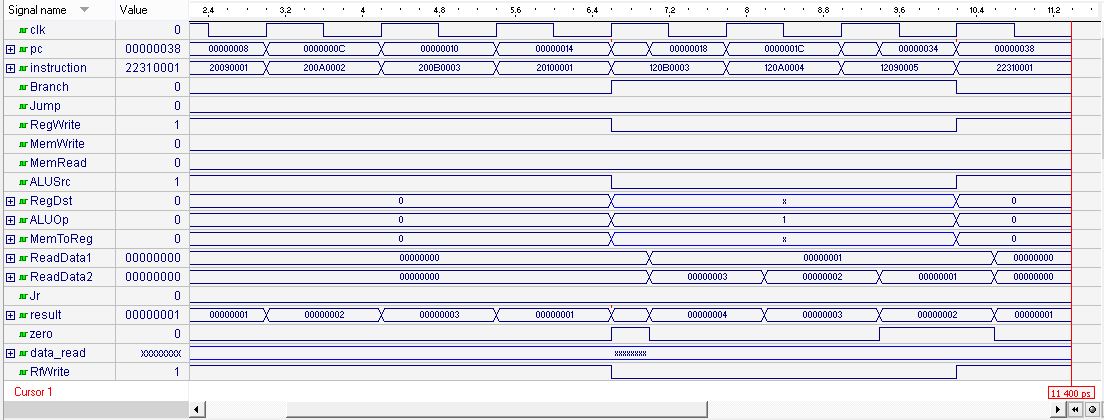 Signal name Value 2.4 3.2 4 4.8 5.6 6.4 7.2 8 8.8 9.6 10.4 11.2
clk 0
pc 00000038 00000008 0000000C 00000010 00000014 00000018 0000001C 00000034 00000038
instruction 22310001 20090001 200A0002 200B0003 20100001 120B0003 120A0004 12090005 22310001
Branch 0
Jump 0
RegWrite 1
MemWrite 0
MemRead 0
ALUSrc 1
RegDst 0 0 x 0
ALUOp 0 0 1 0
MemToReg 0 0 x 0
ReadData1 00000000 00000000 00000001 00000000
ReadData2 00000000 00000000 00000003 00000002 00000001 00000000
Jr 0
result 00000001 00000001 00000002 00000003 00000001 00000004 00000003 00000002 00000001
zero 0
data_read xxxxxxxx xxxxxxxx
RfWrite 1
Cursor 1 11 400 ps